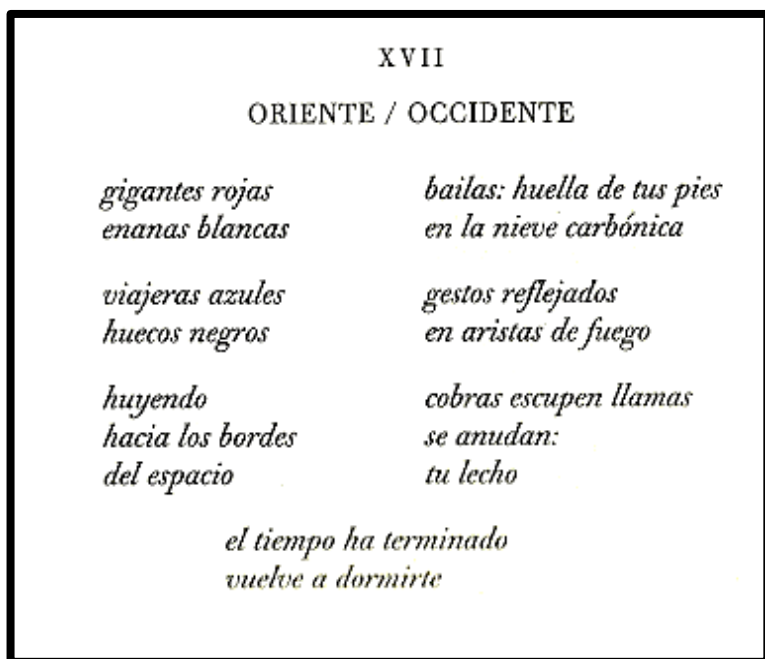 XVII
ORIENTE / OCCIDENTE
gigantes rojas
enanas blancas
viajeras azules
huecos negros
huyendo
hacia los bordes
del espacio
bailas: huella de tus pies
en la nieve carbónica
gestos reflejados
en aristas de fuego
cobras escupen llamas
se anudan:
tu lecho
el tiempo ha terminado
vuelve a dormirte